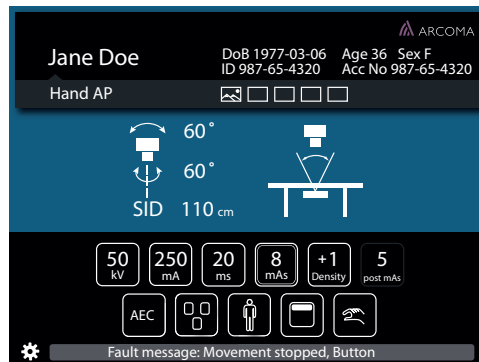 ARCOMA
Jane Doe
DoB 1977-03-06 Age 36 Sex F
ID 987-65-4320 Acc No 987-65-4320
Hand AP
60°
60°
SID 110 cm
50 250 20 8 +1 5
kV mA ms mAs Density post mAs
AEC
Fault message: Movement stopped, Button